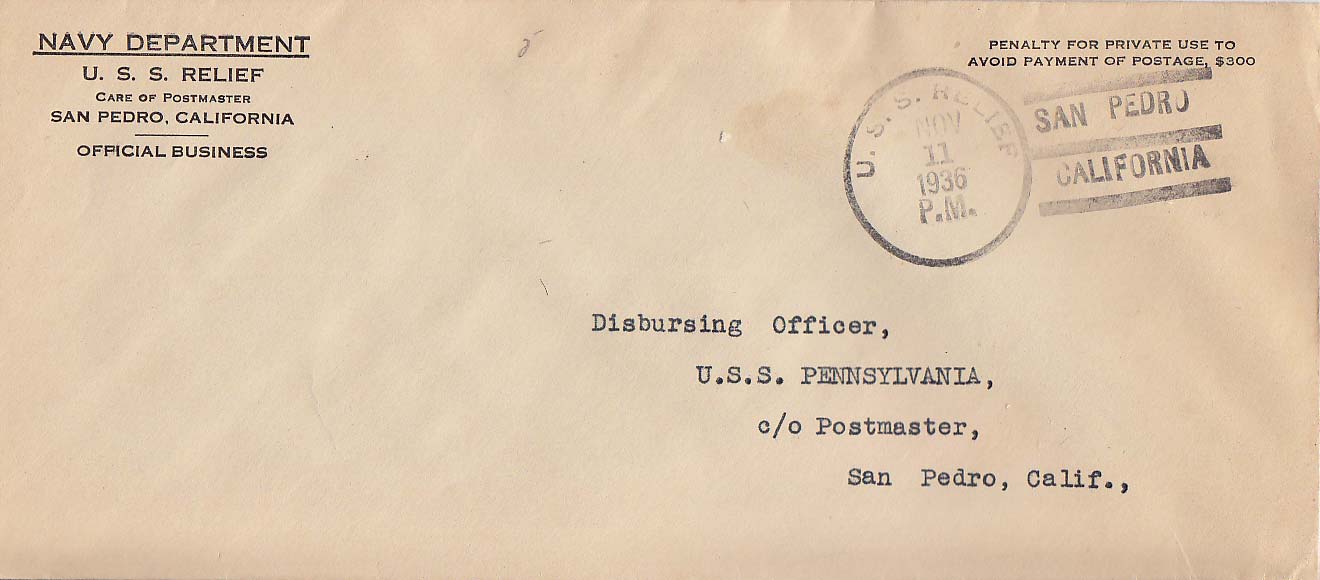 NAVY DEPARTMENT
U. S. S. RELIEF
CARE OF POSTMASTER
SAN PEDRO, CALIFORNIA
OFFICIAL BUSINESS
PENALTY FOR PRIVATE USE TO
AVOID PAYMENT OF POSTAGE, $300
U. S. S. RELIEF
NOV
11
1936
P.M.
SAN PEDRO
CALIFORNIA
Disbursing Officer,
U.S.S. PENNSYLVANIA,
c/o Postmaster,
San Pedro, Calif.,